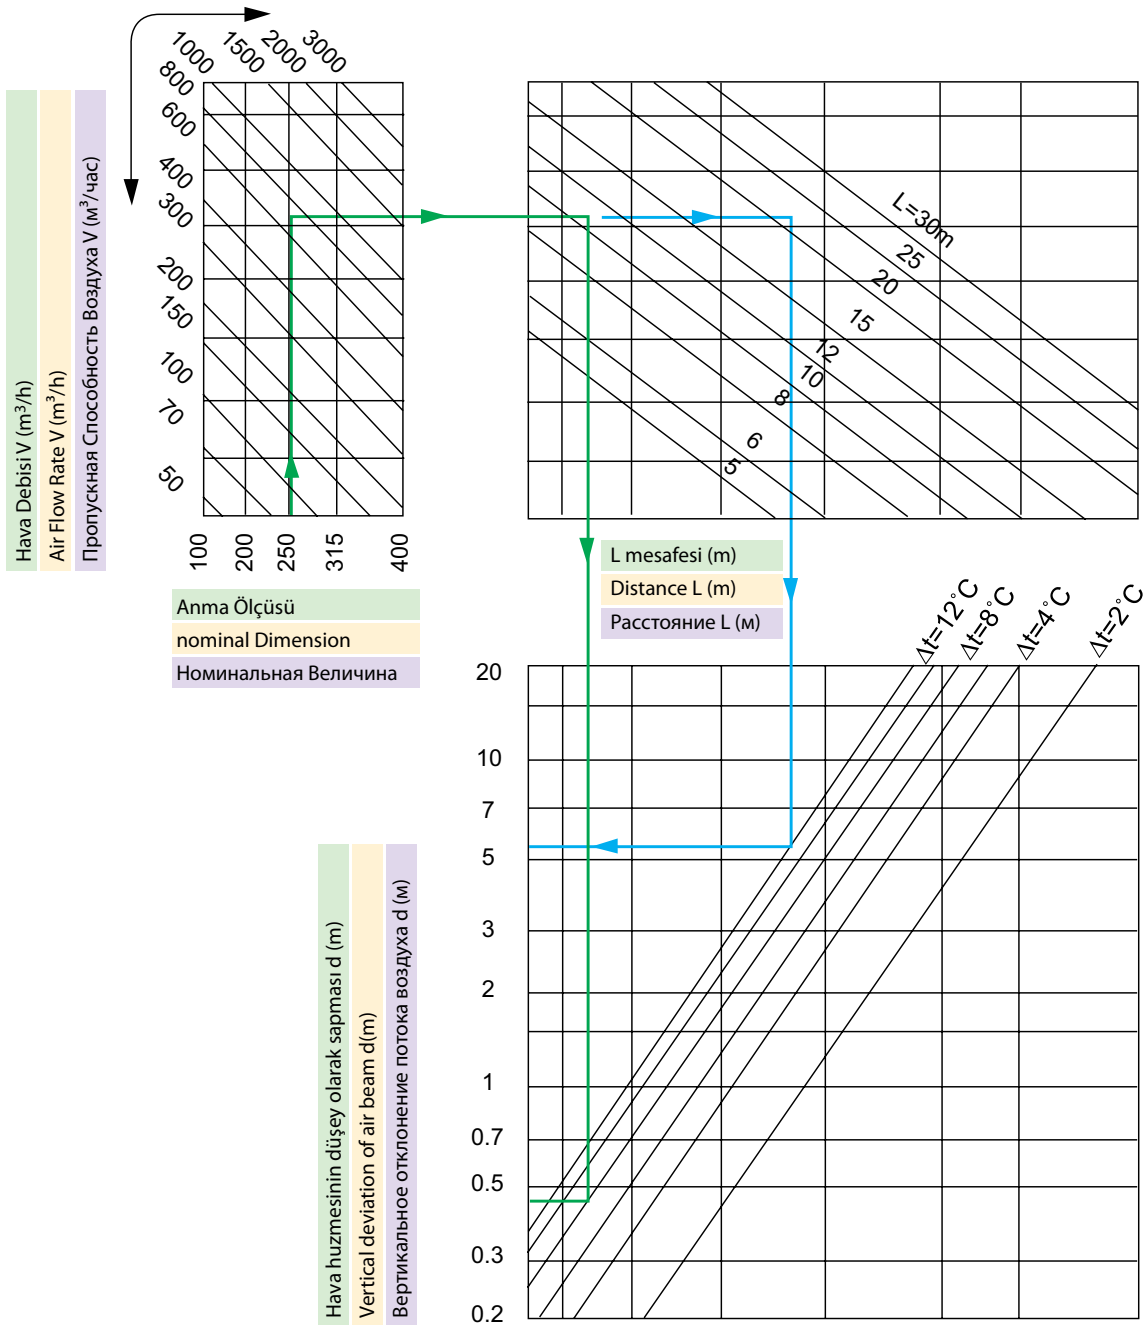 1000
1500
2000
3000
800
600
400
300
200
150
100
70
50
Hava Debisi V (m³/h)
Air Flow Rate V (m³/h)
Пропускная Способность Воздуха V (м³/час)
100
200
250
315
400
Anma Ölçüsü
nominal Dimension
Номинальная Величина
L=30m
25
20
15
12
10
8
6
5
L mesafesi (m)
Distance L (m)
Расстояние L (м)
Δt=12°C
Δt=8°C
Δt=4°C
Δt=2°C
20
10
7
5
3
2
1
0.7
0.5
0.3
0.2
Hava huzmesinin düşey olarak sapması d (m)
Vertical deviation of air beam d(m)
Вертикальное отклонение потока воздуха d (м)